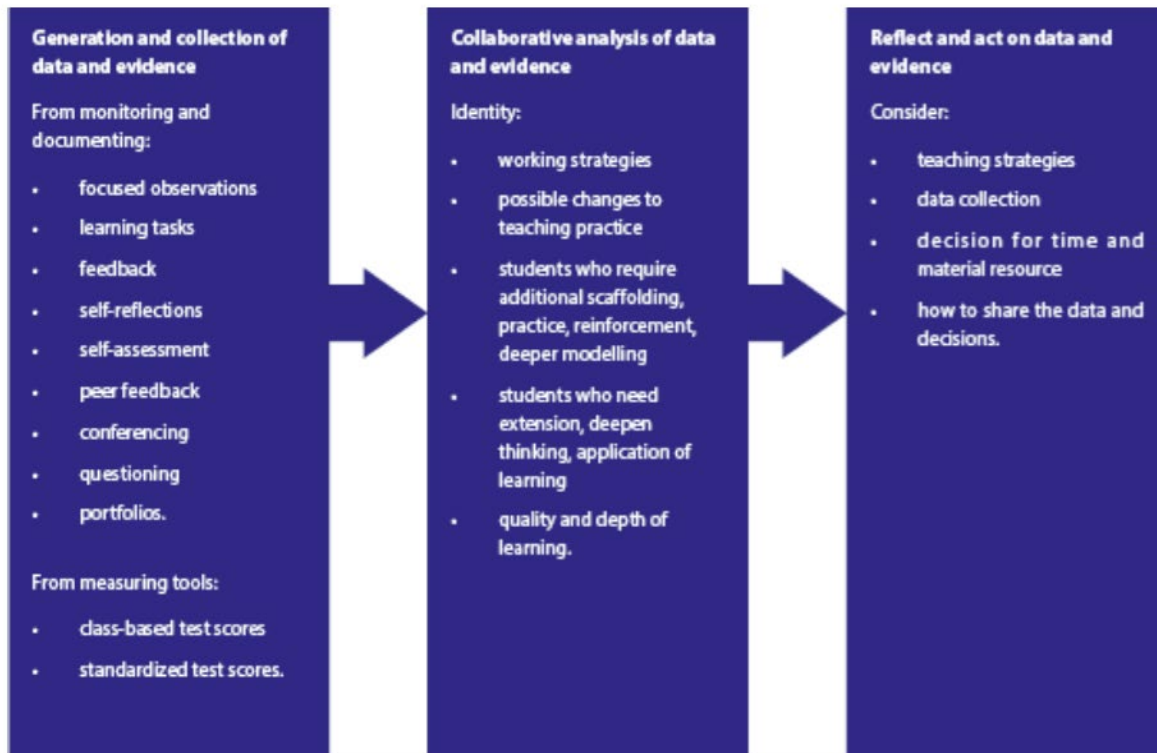 Generation and collection of
data and evidence
From monitoring and
documenting:
• focused observations
• learning tasks
• feedback
• self-reflections
• self-assessment
• peer feedback
• conferencing
• questioning
• portfolios.
From measuring tools:
• class-based test scores
• standardized test scores.
Collaborative analysis of data
and evidence
Identity:
• working strategies
• possible changes to
teaching practice
• students who require
additional scaffolding,
practice, reinforcement,
deeper modelling
• students who need
extension, deepen
thinking, application of
learning
• quality and depth of
learning.
Reflect and act on data and
evidence
Consider:
• teaching strategies
• data collection
• decision for time and
material resource
• how to share the data and
decisions.